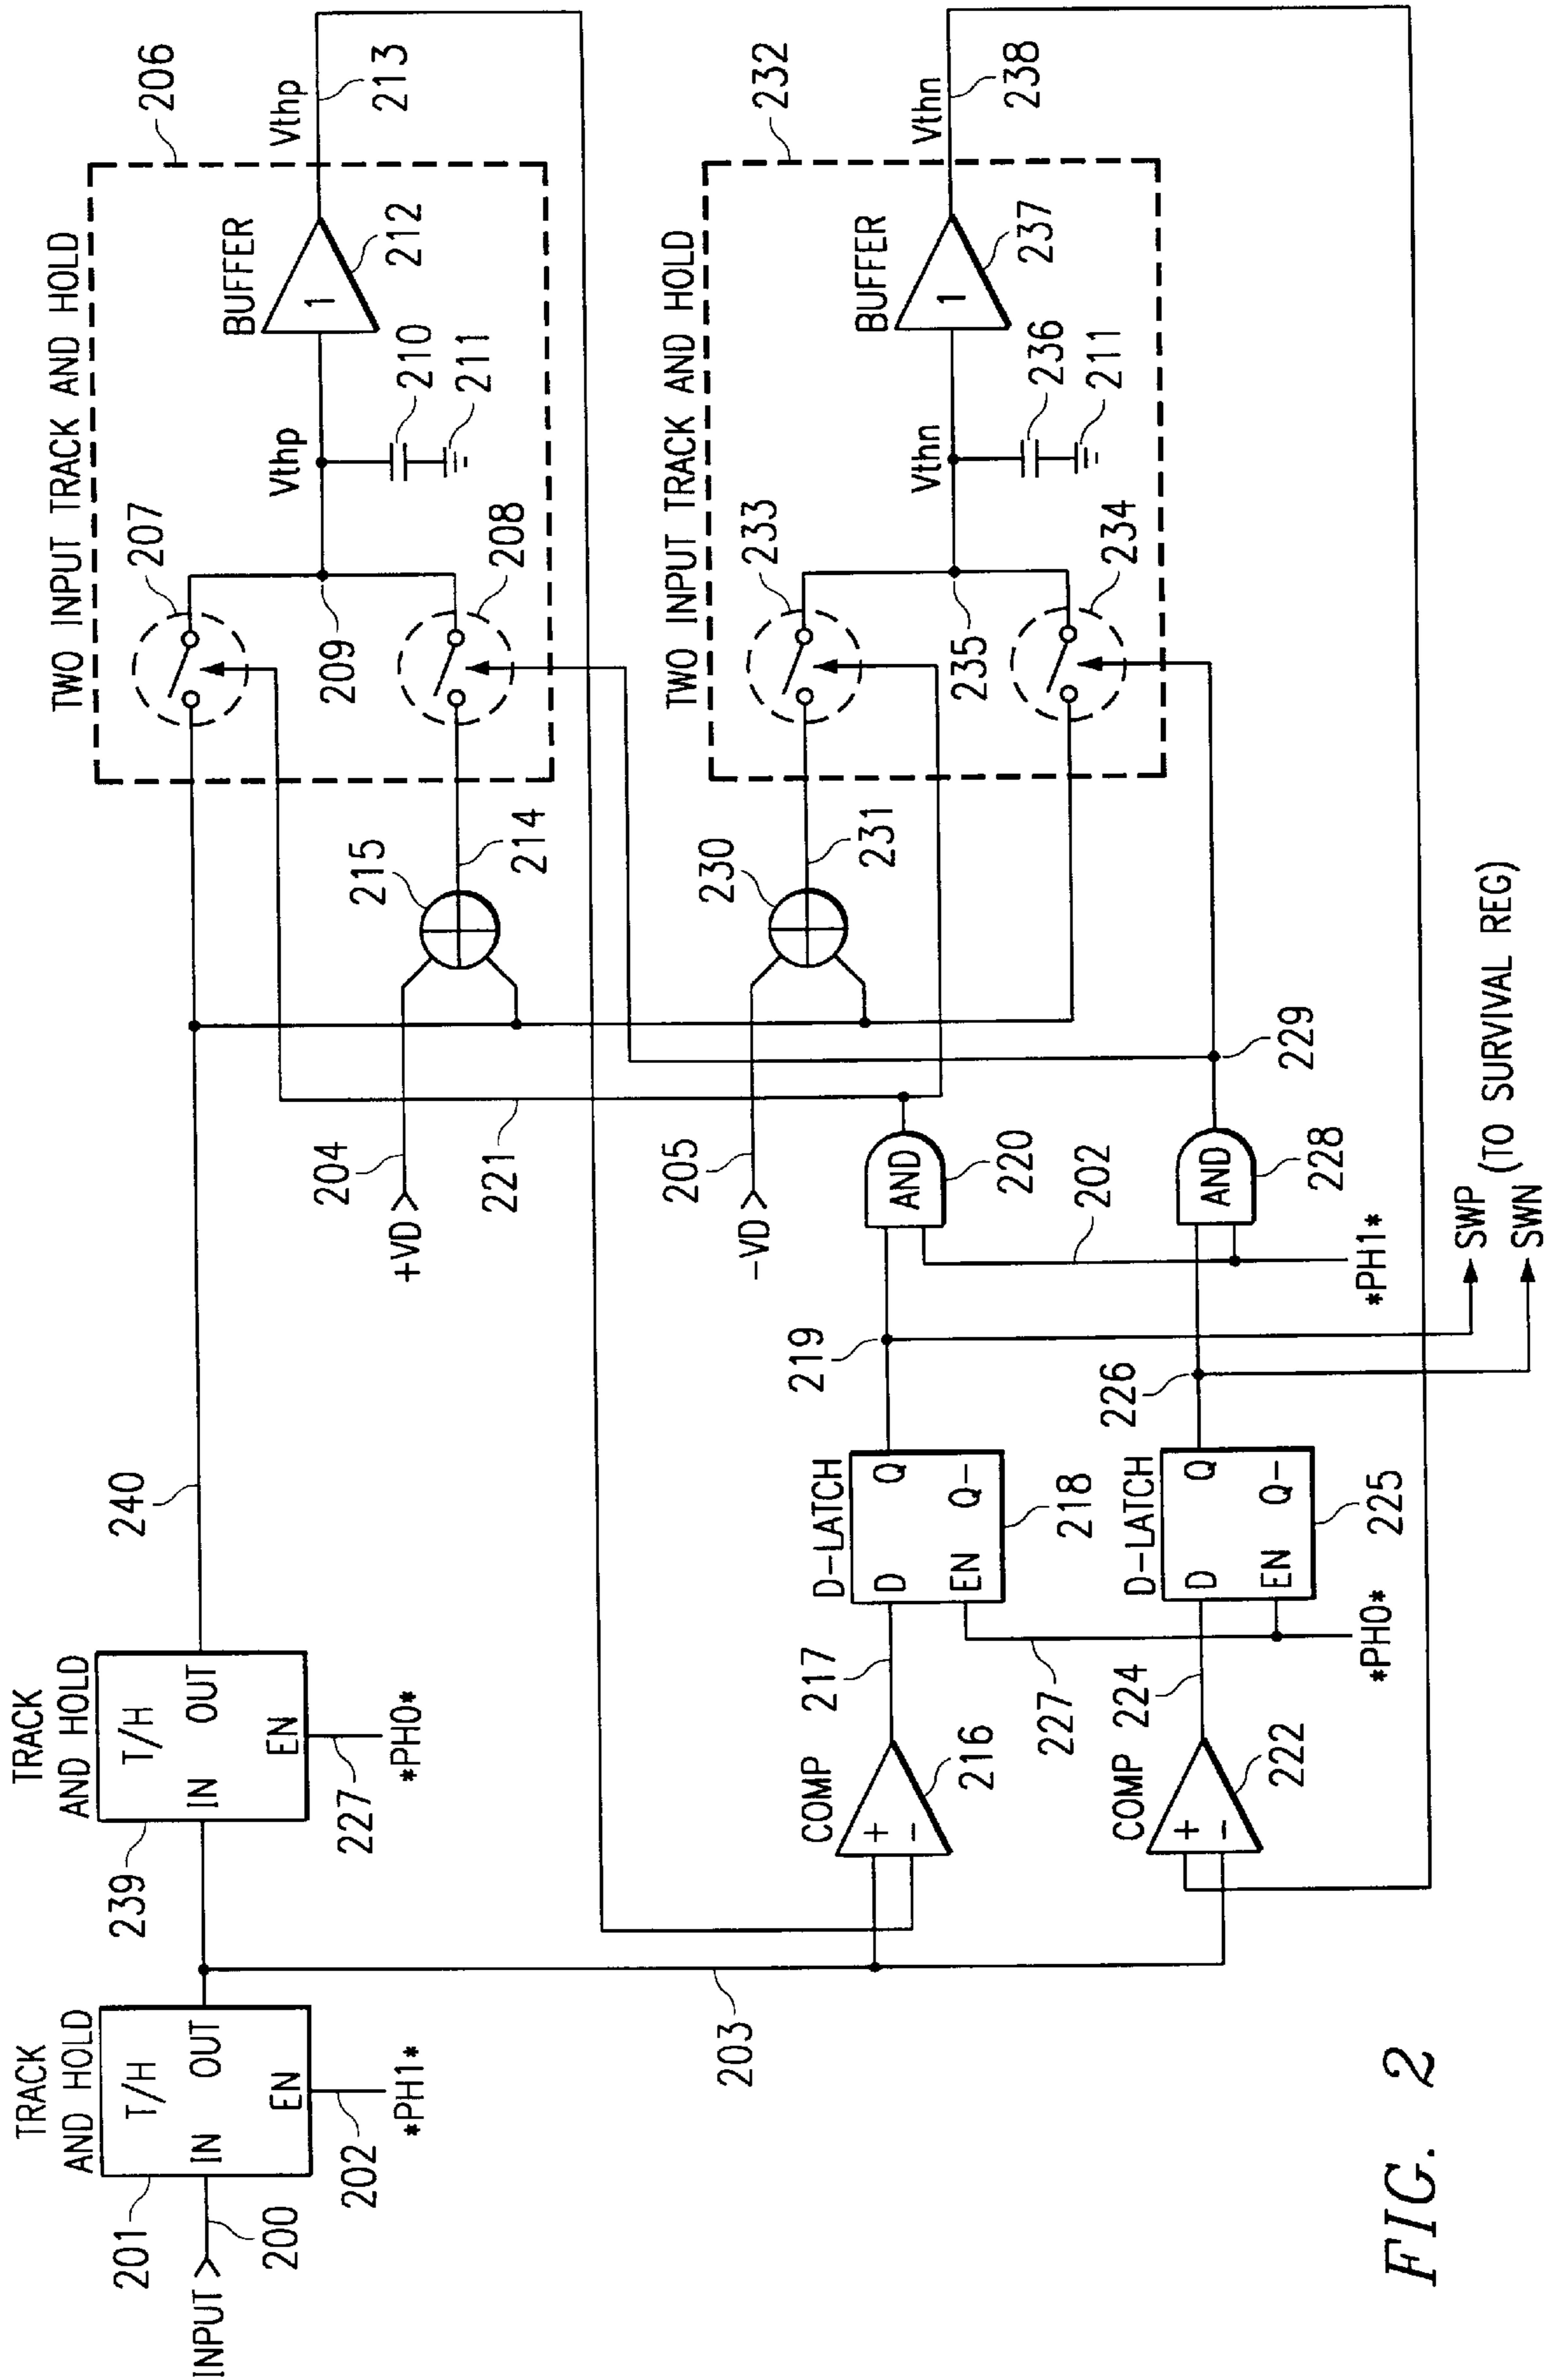 INPUT
200
201
TRACK
AND HOLD
T/H
IN
OUT
EN
202
*PH1*
203
239
TRACK
AND HOLD
T/H
IN
OUT
EN
227
*PH0*
240
TWO INPUT TRACK AND HOLD
206
207
208
209
Vthp
210
211
BUFFER
1
212
Vthp
213
+VD
204
215
214
221
-VD
205
230
231
TWO INPUT TRACK AND HOLD
232
233
234
235
Vthn
236
211
BUFFER
1
237
Vthn
238
COMP
+
-
216
217
D-LATCH
D
Q
EN
Q-
218
219
AND
220
202
COMP
+
-
222
224
227
D-LATCH
D
Q
EN
Q-
225
*PH0*
226
AND
228
229
*PH1*
SWP
SWN
(TO SURVIVAL REG)
FIG. 2